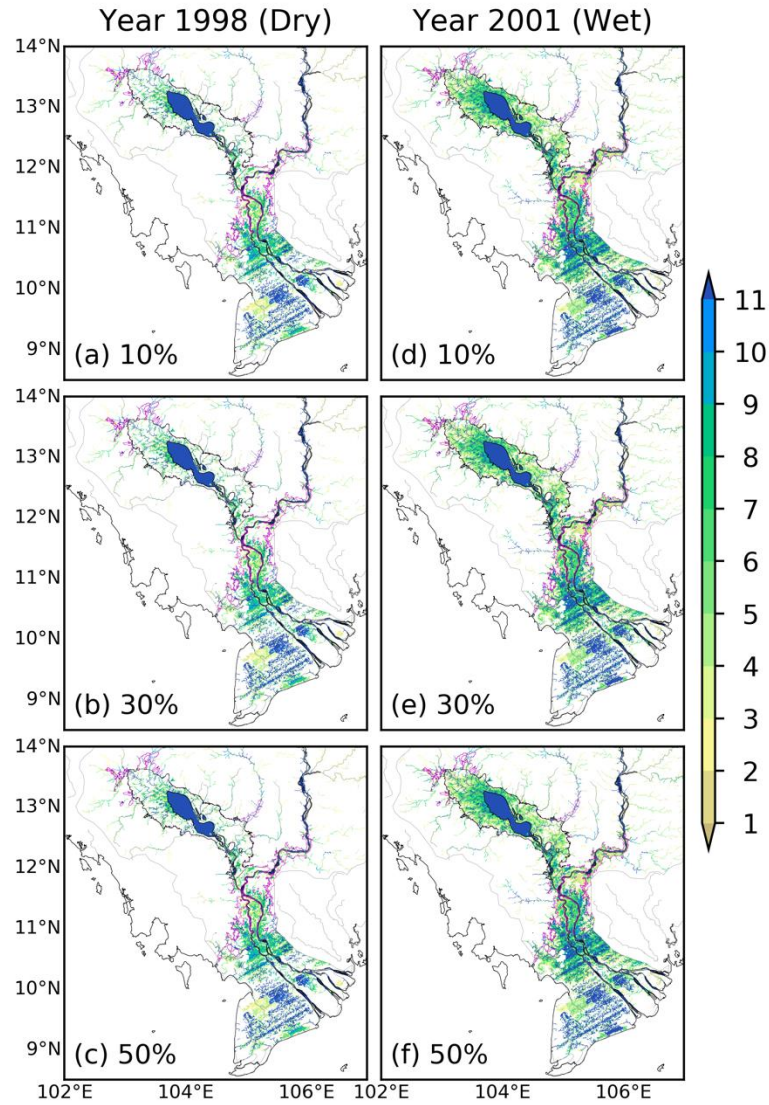 Year 1998 (Dry) Year 2001 (Wet)
14°N
13°N
12°N
11°N
10°N
9°N
(a) 10% (d) 10%
14°N
13°N
12°N
11°N
10°N
9°N
(b) 30% (e) 30%
14°N
13°N
12°N
11°N
10°N
9°N
(c) 50% (f) 50%
102°E 104°E 106°E 104°E 106°E
11
10
9
8
7
6
5
4
3
2
1